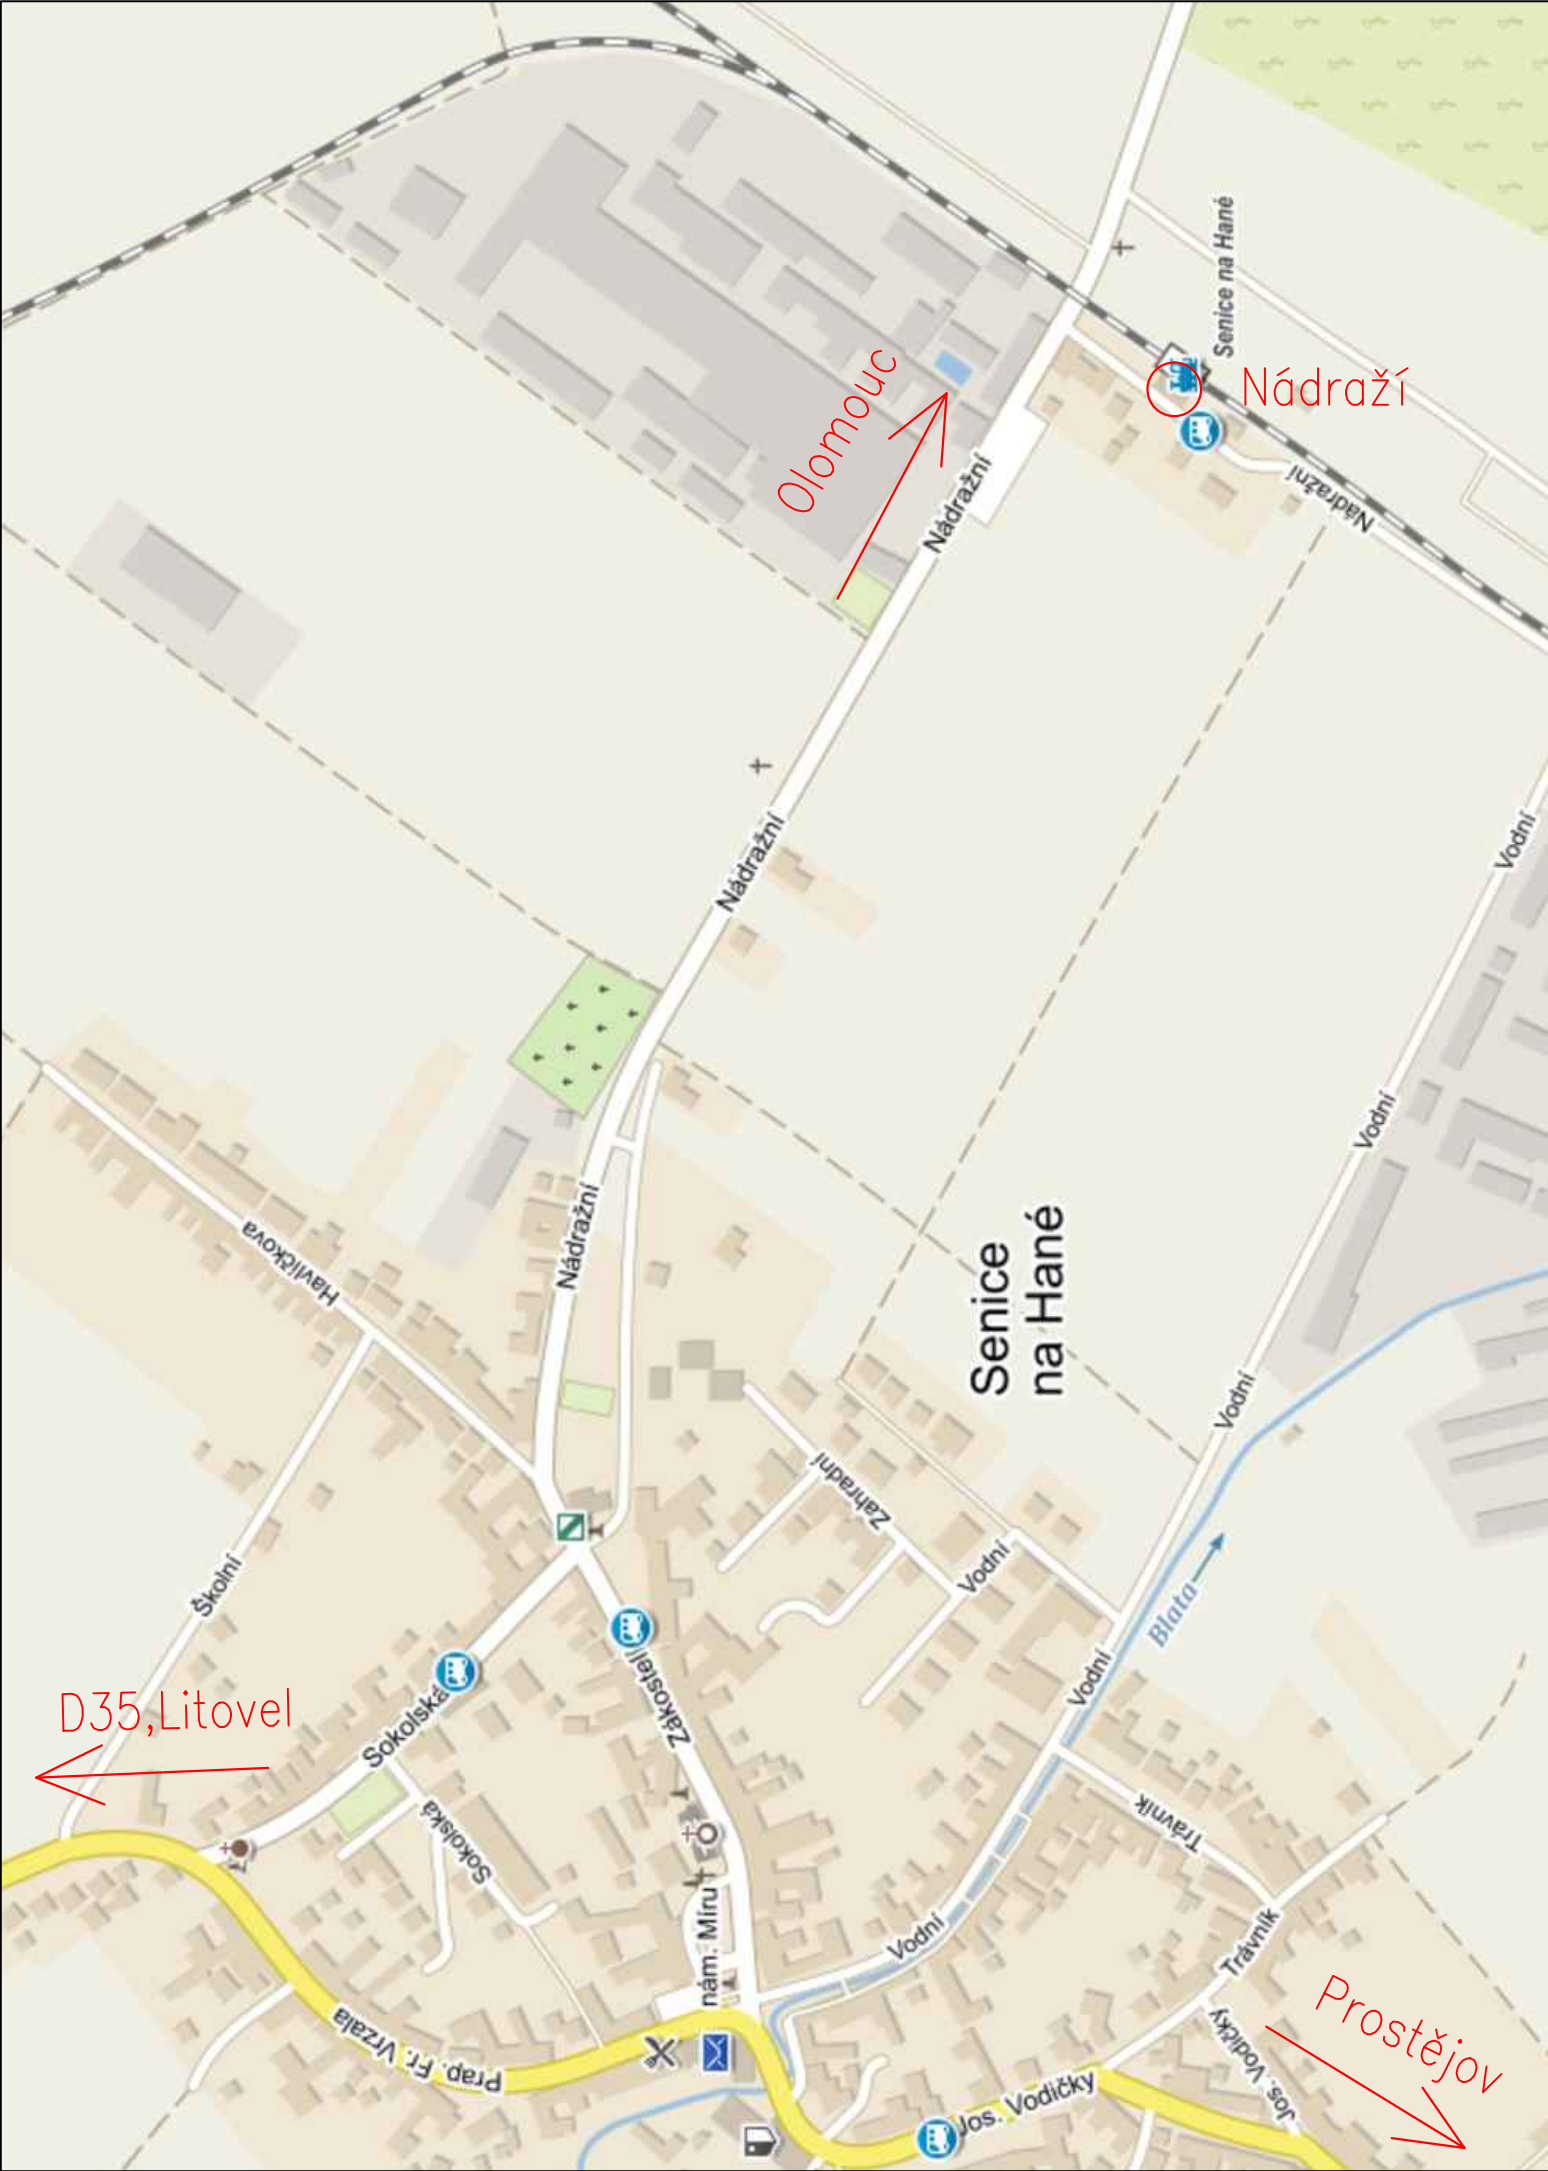 Senice na Hané
Nádraží
Olomouc
Nádražní
Nádražní
Nádražní
Vodní
Nádražní
Vodní
Havlíčkova
Nádražní
Senice
na Hané
Vodní
Zahradní
Školní
Vodní
Blata
D35,Litovel
Sokolská
Zákostelí
Vodní
Sokolská
Trávník
nám. Míru
Vodní
Trávník
Prap. Fr. Vrzala
Jos. Vodičky
Jos. Vodičky
Prostějov